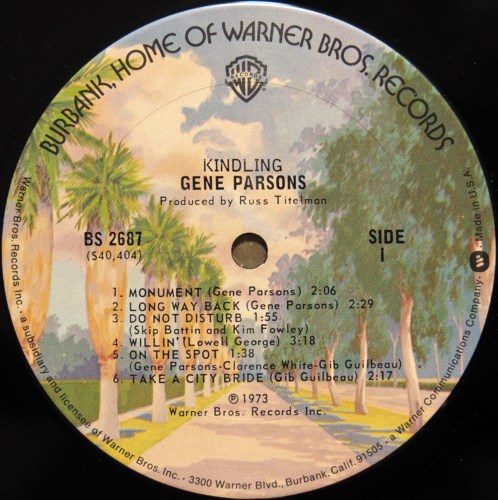 BURBANK, HOME OF WARNER BROS. RECORDS
RECORDS
KINDLING
GENE PARSONS
Produced by Russ Titelman
BS 2687
(S40,404)
SIDE
I
1. MONUMENT (Gene Parsons) 2:06
2. LONG WAY BACK (Gene Parsons) 2:29
3. DO NOT DISTURB 1:55
(Skip Battin and Kim Fowley)
4. WILLIN' (Lowell George) 3:18
5. ON THE SPOT 1:38
(Gene Parsons-Clarence White-Gib Guilbeau)
6. TAKE A CITY BRIDE (Gib Guilbeau) 2:17
℗ 1973
Warner Bros. Records Inc.
Warner Bros. Records Inc. • a subsidiary and licensee of Warner Bros. Inc. • 3300 Warner Blvd., Burbank, Calif. 91505 • a Warner Communications Company • Made in U.S.A.